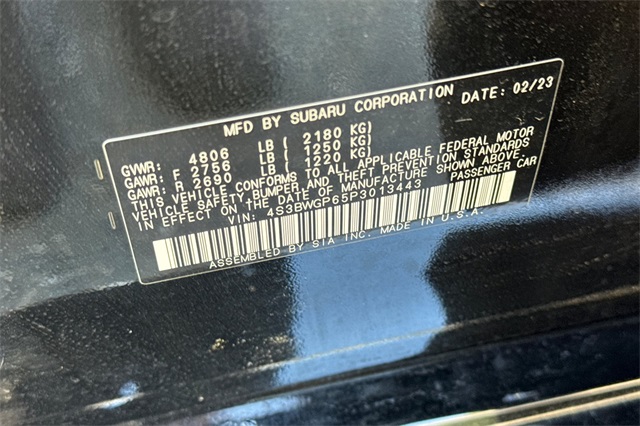 MFD BY SUBARU CORPORATION DATE: 02/23
GVWR: 4806 LB ( 2180 KG)
GAWR: F 2756 LB ( 1250 KG)
GAWR: R 2690 LB ( 1220 KG)
THIS VEHICLE CONFORMS TO ALL APPLICABLE FEDERAL MOTOR
VEHICLE SAFETY, BUMPER, AND THEFT PREVENTION STANDARDS
IN EFFECT ON THE DATE OF MANUFACTURE SHOWN ABOVE.
VIN: 4S3BWGP65P3013443 PASSENGER CAR
ASSEMBLED BY SIA INC. MADE IN U.S.A.